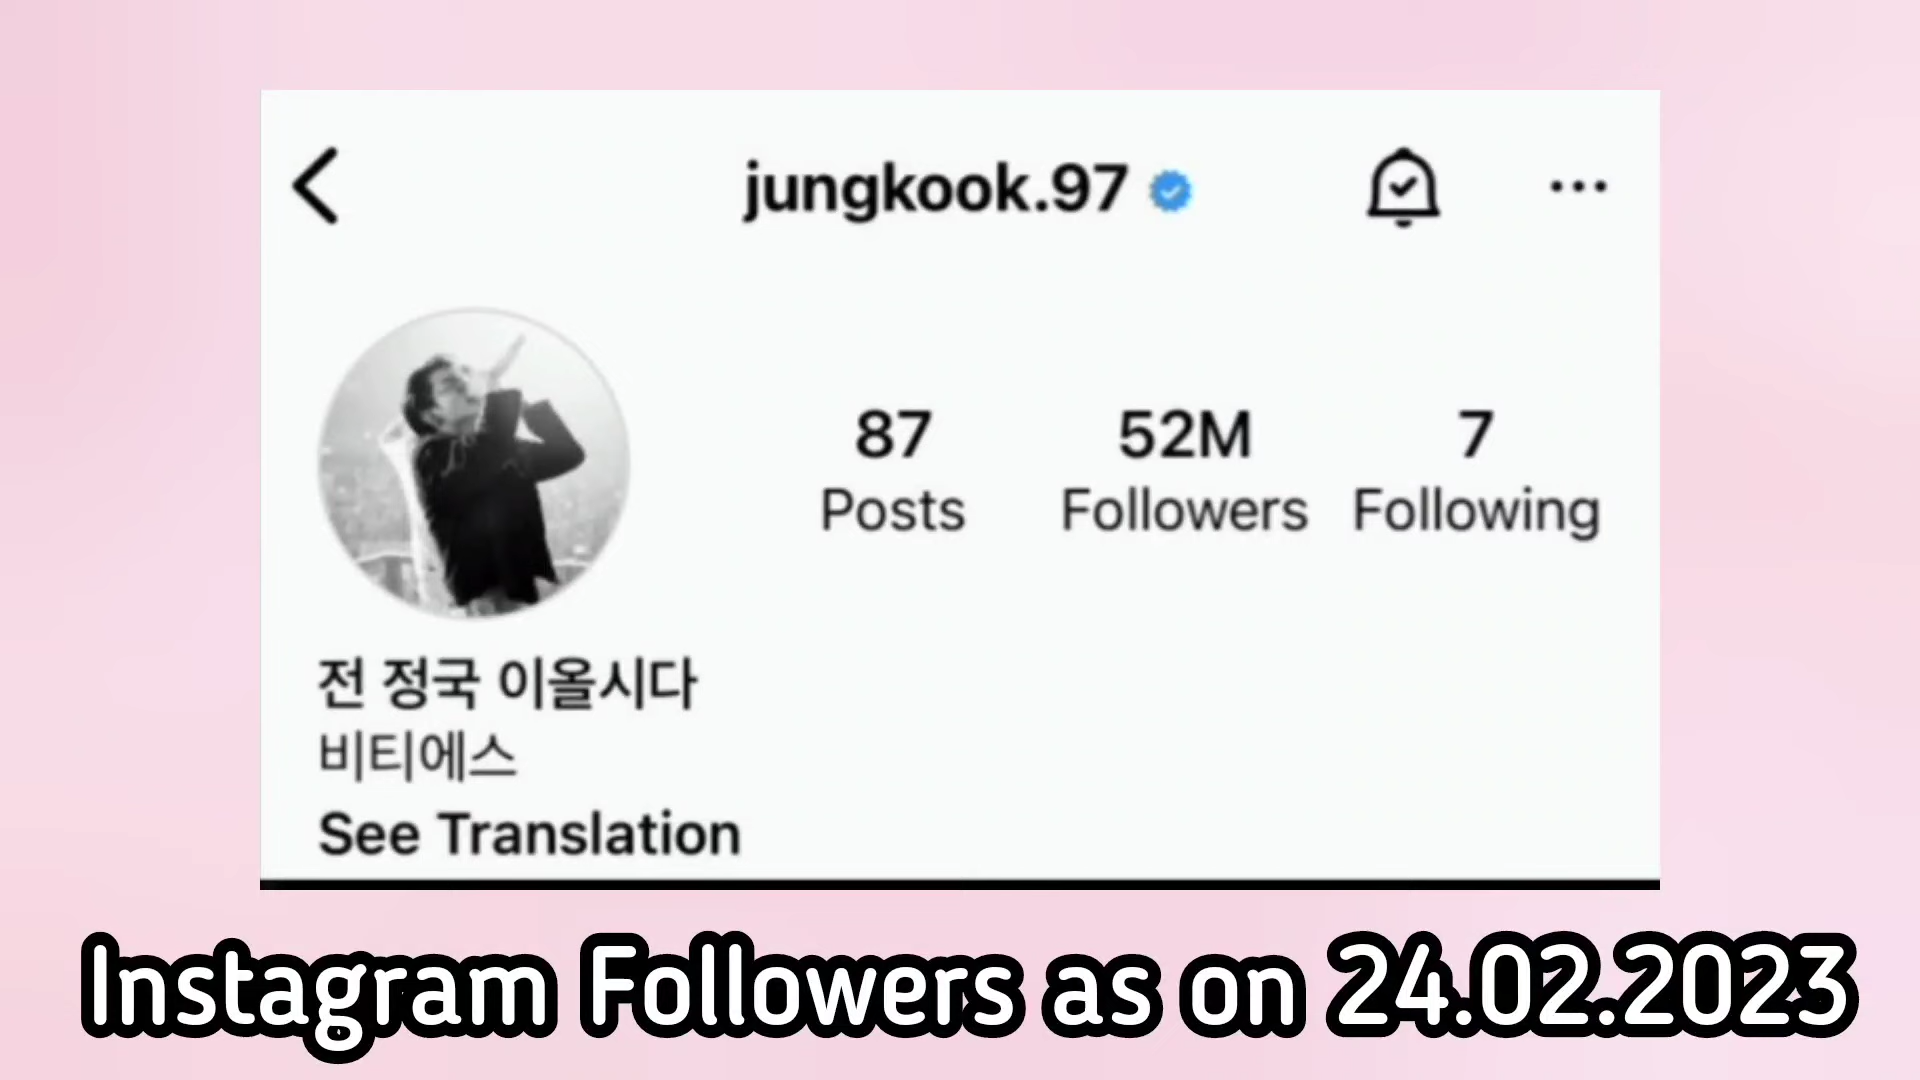 jungkook.97
87 52M 7
Posts Followers Following
전 정국 이올시다
비티에스
See Translation
Instagram Followers as on 24.02.2023